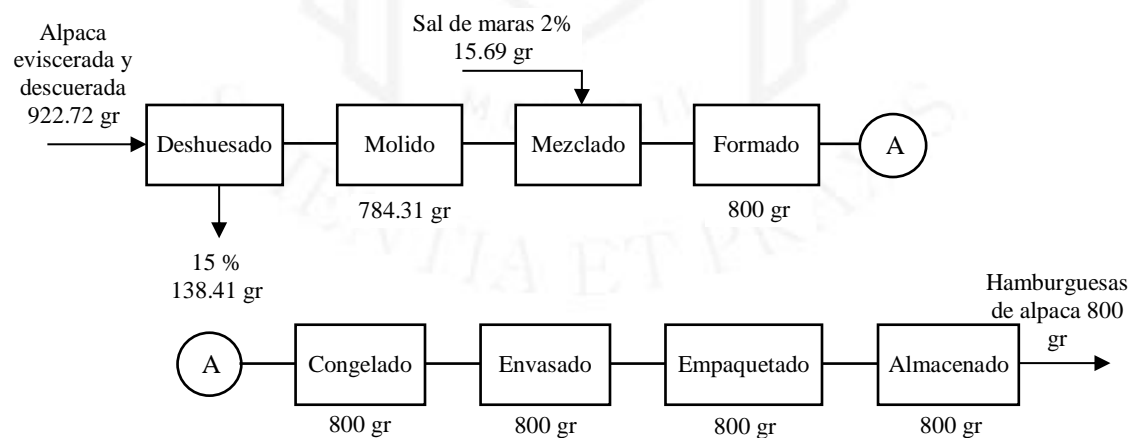 Alpaca
eviscerada y
descuerada
922.72 gr
Sal de maras 2%
15.69 gr
Deshuesado
Molido
Mezclado
Formado
A
784.31 gr
800 gr
15 %
138.41 gr
Hamburguesas
de alpaca 800
gr
A
Congelado
Envasado
Empaquetado
Almacenado
800 gr
800 gr
800 gr
800 gr